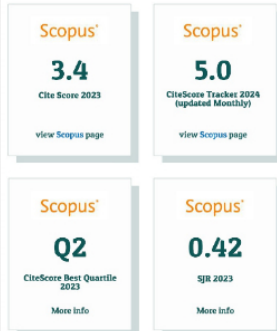 Scopus®
3.4
Cite Score 2023
view Scopus page
Scopus®
5.0
CiteScore Tracker 2024
(updated Monthly)
view Scopus page
Scopus®
Q2
CiteScore Best Quartile
2023
More info
Scopus®
0.42
SJR 2023
More info